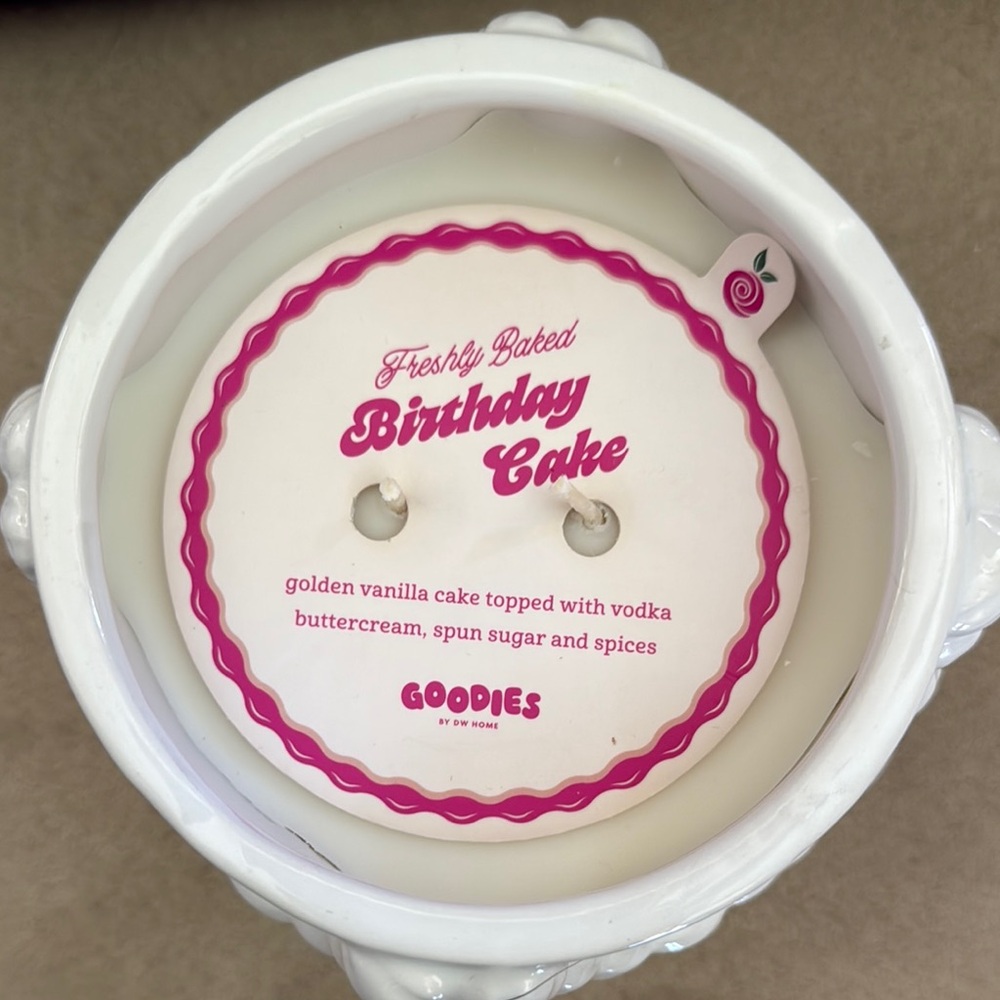 Freshly Baked
Birthday
Cake
golden vanilla cake topped with vodka
buttercream, spun sugar and spices
GOODIES
BY DW HOME